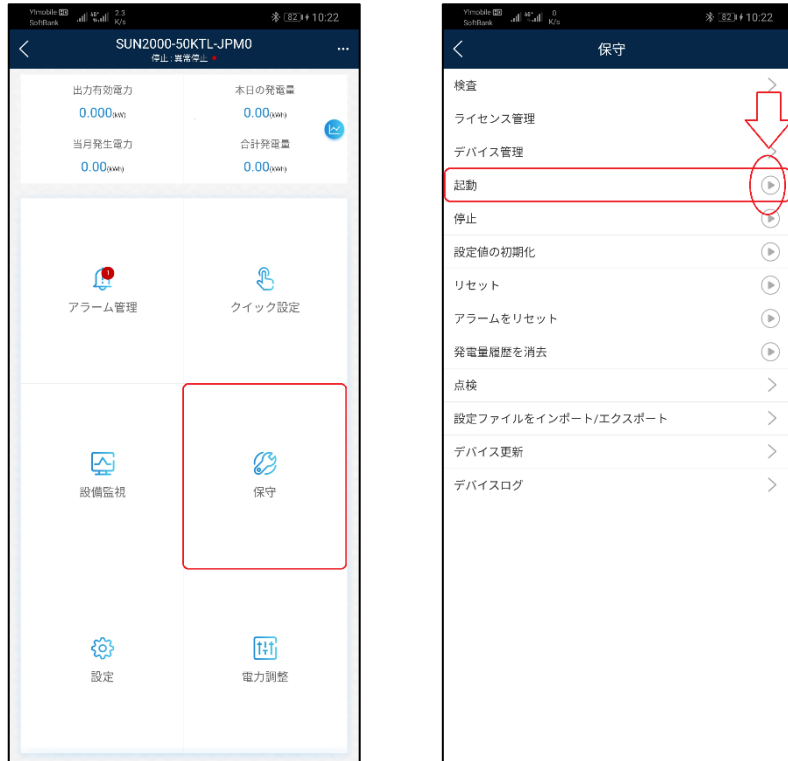 Y!mobile HD
SoftBank
2.3
K/s
82
10:22
SUN2000-50KTL-JPM0
停止 : 異常停止
出力有効電力
本日の発電量
0.000(kW)
0.00(kWh)
当月発生電力
合計発電量
0.00(kWh)
0.00(kWh)
アラーム管理
クイック設定
設備監視
保守
設定
電力調整
Y!mobile HD
SoftBank
0
K/s
82
10:22
保守
検査
ライセンス管理
デバイス管理
起動
停止
設定値の初期化
リセット
アラームをリセット
発電量履歴を消去
点検
設定ファイルをインポート/エクスポート
デバイス更新
デバイスログ